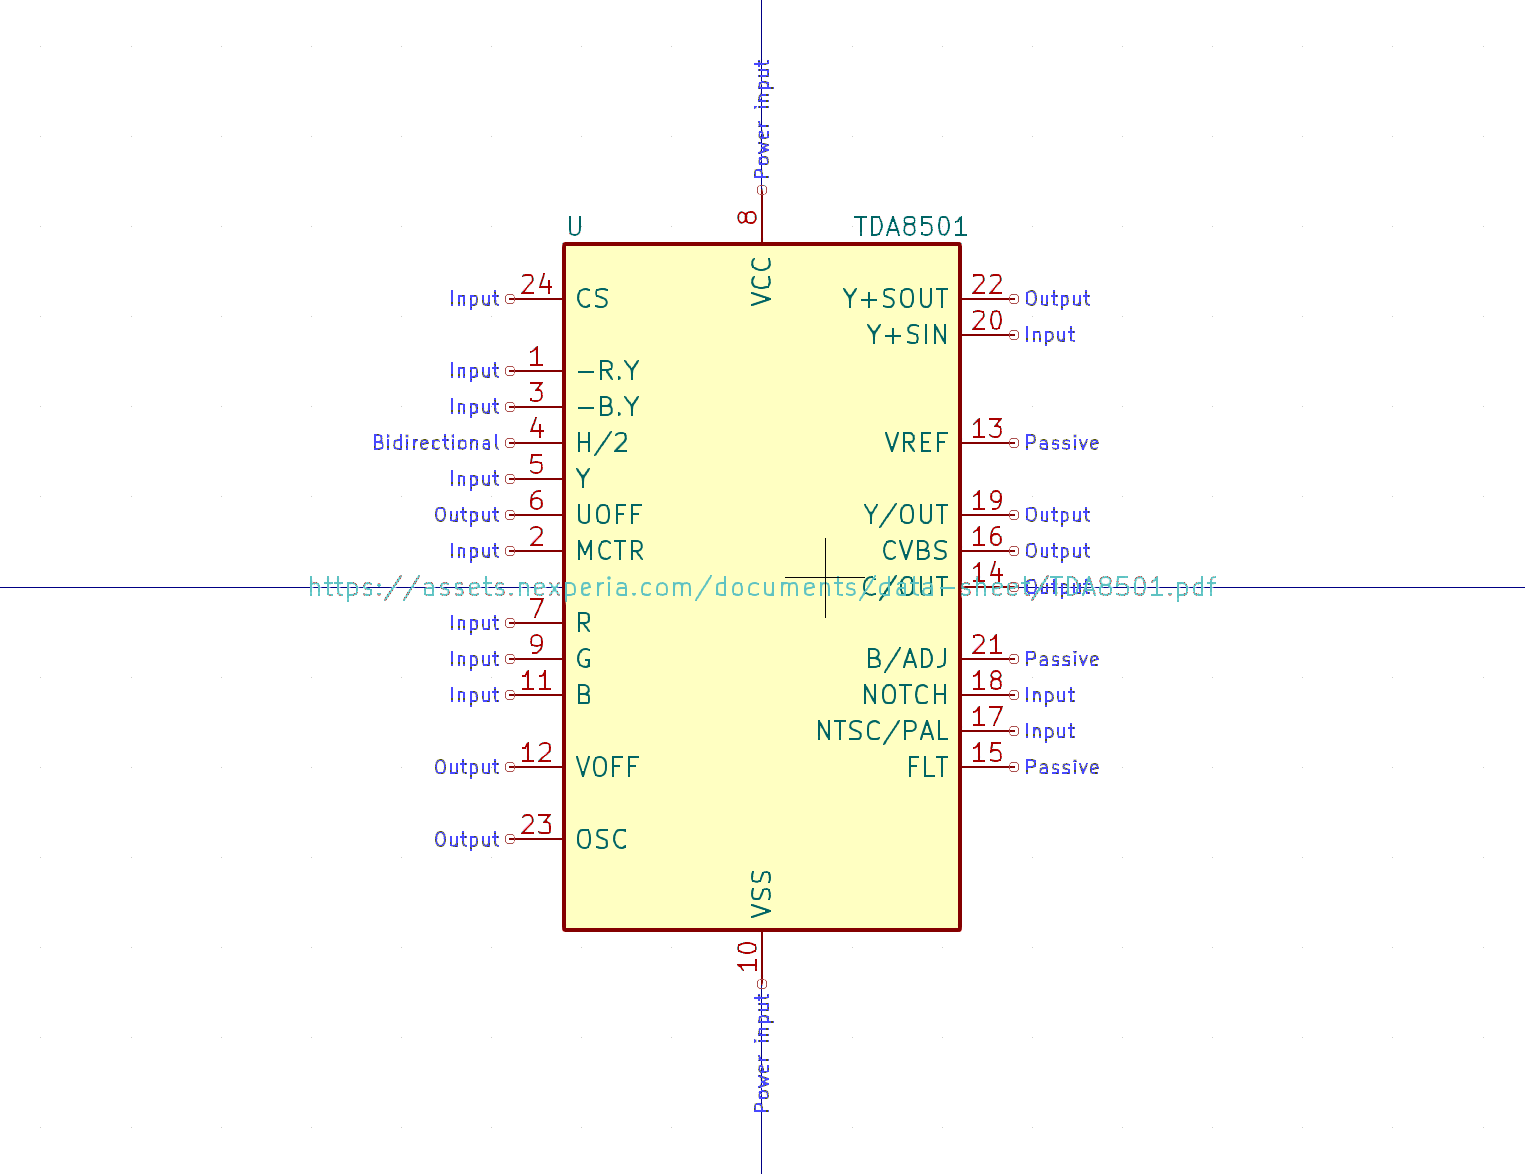 Power input
8
U TDA8501
VCC
Input 24 CS Y+SOUT 22 Output
Y+SIN 20 Input
Input 1 -R.Y
Input 3 -B.Y
Bidirectional 4 H/2 VREF 13 Passive
Input 5 Y
Output 6 UOFF Y/OUT 19 Output
Input 2 MCTR CVBS 16 Output
C/OUT 14 Output
https://assets.nexperia.com/documents/data-sheet/TDA8501.pdf
Input 7 R
Input 9 G B/ADJ 21 Passive
Input 11 B NOTCH 18 Input
NTSC/PAL 17 Input
Output 12 VOFF FLT 15 Passive
Output 23 OSC
VSS
10
Power input